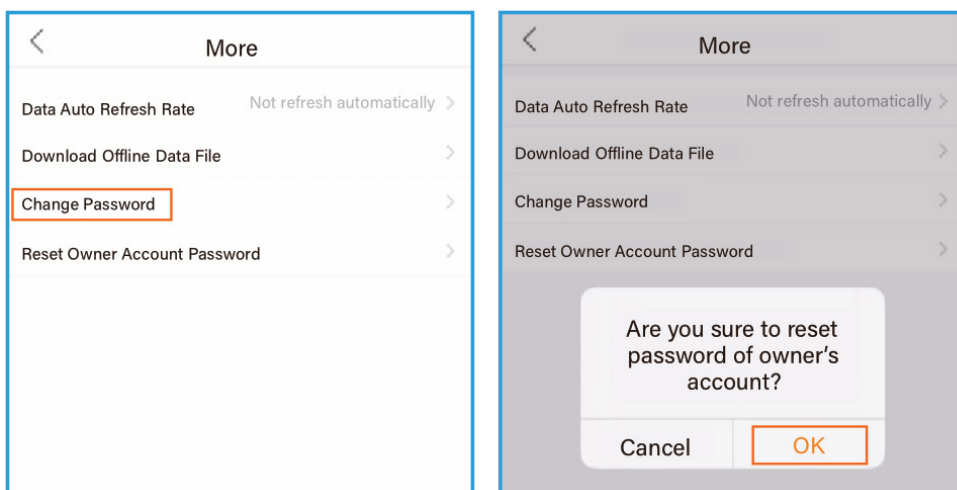 More
Data Auto Refresh Rate Not refresh automatically
Download Offline Data File
Change Password
Reset Owner Account Password
More
Data Auto Refresh Rate Not refresh automatically
Download Offline Data File
Change Password
Reset Owner Account Password
Are you sure to reset
password of owner's
account?
Cancel OK